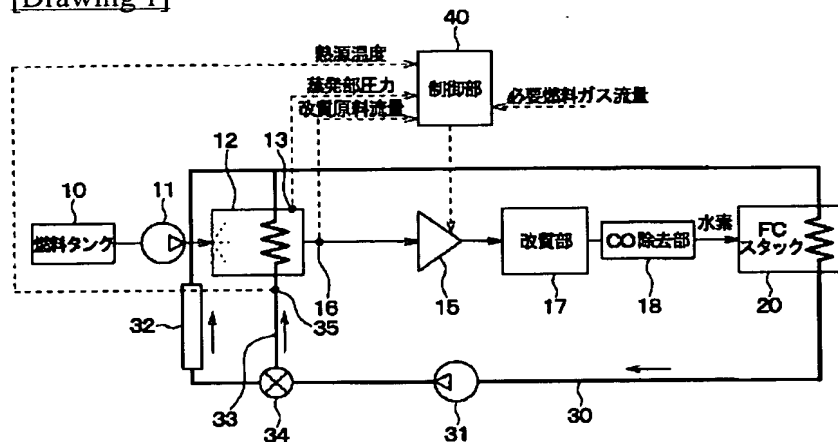 [Drawing 1]
40
熱源温度
蒸発部圧力
改質原料流量
制御部
必要燃料ガス流量
12
13
10
11
燃料タンク
改質部
CO除去部
水素
FC
スタック
16
15
17
18
20
35
32
33
34
31
30